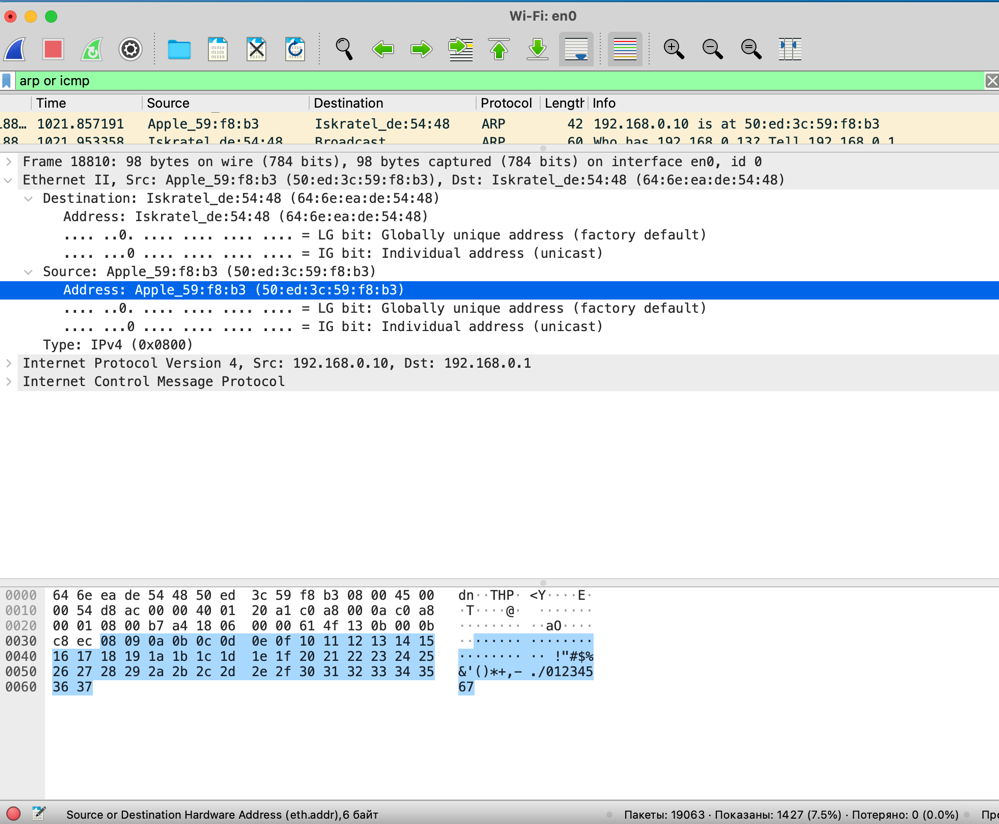 Wi-Fi: en0
arp or icmp
Time Source Destination Protocol Length Info
.88… 1021.857191 Apple_59:f8:b3 Iskratel_de:54:48 ARP 42 192.168.0.10 is at 50:ed:3c:59:f8:b3
.88 1021.953358 Iskratel_de:54:48 Broadcast ARP 60 Who has 192.168.0.13? Tell 192.168.0.1
Frame 18810: 98 bytes on wire (784 bits), 98 bytes captured (784 bits) on interface en0, id 0
Ethernet II, Src: Apple_59:f8:b3 (50:ed:3c:59:f8:b3), Dst: Iskratel_de:54:48 (64:6e:ea:de:54:48)
Destination: Iskratel_de:54:48 (64:6e:ea:de:54:48)
Address: Iskratel_de:54:48 (64:6e:ea:de:54:48)
.... ..0. .... .... .... .... = LG bit: Globally unique address (factory default)
.... ...0 .... .... .... .... = IG bit: Individual address (unicast)
Source: Apple_59:f8:b3 (50:ed:3c:59:f8:b3)
Address: Apple_59:f8:b3 (50:ed:3c:59:f8:b3)
.... ..0. .... .... .... .... = LG bit: Globally unique address (factory default)
.... ...0 .... .... .... .... = IG bit: Individual address (unicast)
Type: IPv4 (0x0800)
Internet Protocol Version 4, Src: 192.168.0.10, Dst: 192.168.0.1
Internet Control Message Protocol
0000 64 6e ea de 54 48 50 ed 3c 59 f8 b3 08 00 45 00 dn··THP· <Y····E·
0010 00 54 d8 ac 00 00 40 01 20 a1 c0 a8 00 0a c0 a8 ·T····@· ·······
0020 00 01 08 00 b7 a4 18 06 00 00 61 4f 13 0b 00 0b ········ ··aO····
0030 c8 ec 08 09 0a 0b 0c 0d 0e 0f 10 11 12 13 14 15 ········ ········
0040 16 17 18 19 1a 1b 1c 1d 1e 1f 20 21 22 23 24 25 ········ ·· !"#$%
0050 26 27 28 29 2a 2b 2c 2d 2e 2f 30 31 32 33 34 35 &'()*+,- ./012345
0060 36 37 67
Source or Destination Hardware Address (eth.addr),6 байт Пакеты: 19063 · Показаны: 1427 (7.5%) · Потеряно: 0 (0.0%)